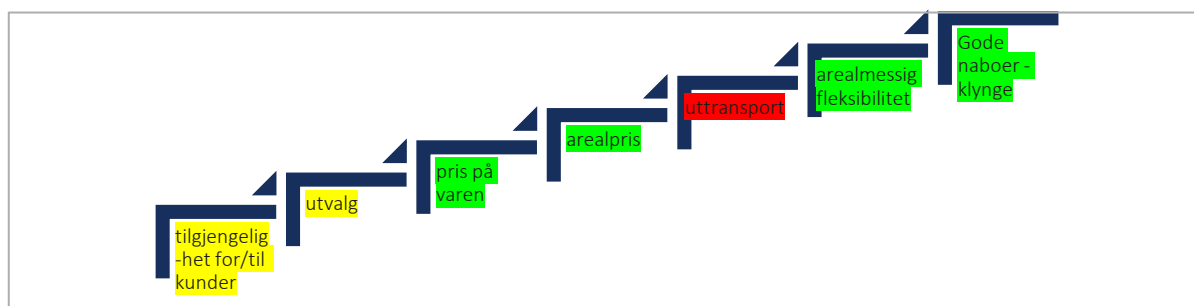 tilgjengelig
-het for/til
kunder
utvalg
pris på
varen
arealpris
uttransport
arealmessig
fleksibilitet
Gode
naboer -
klynge